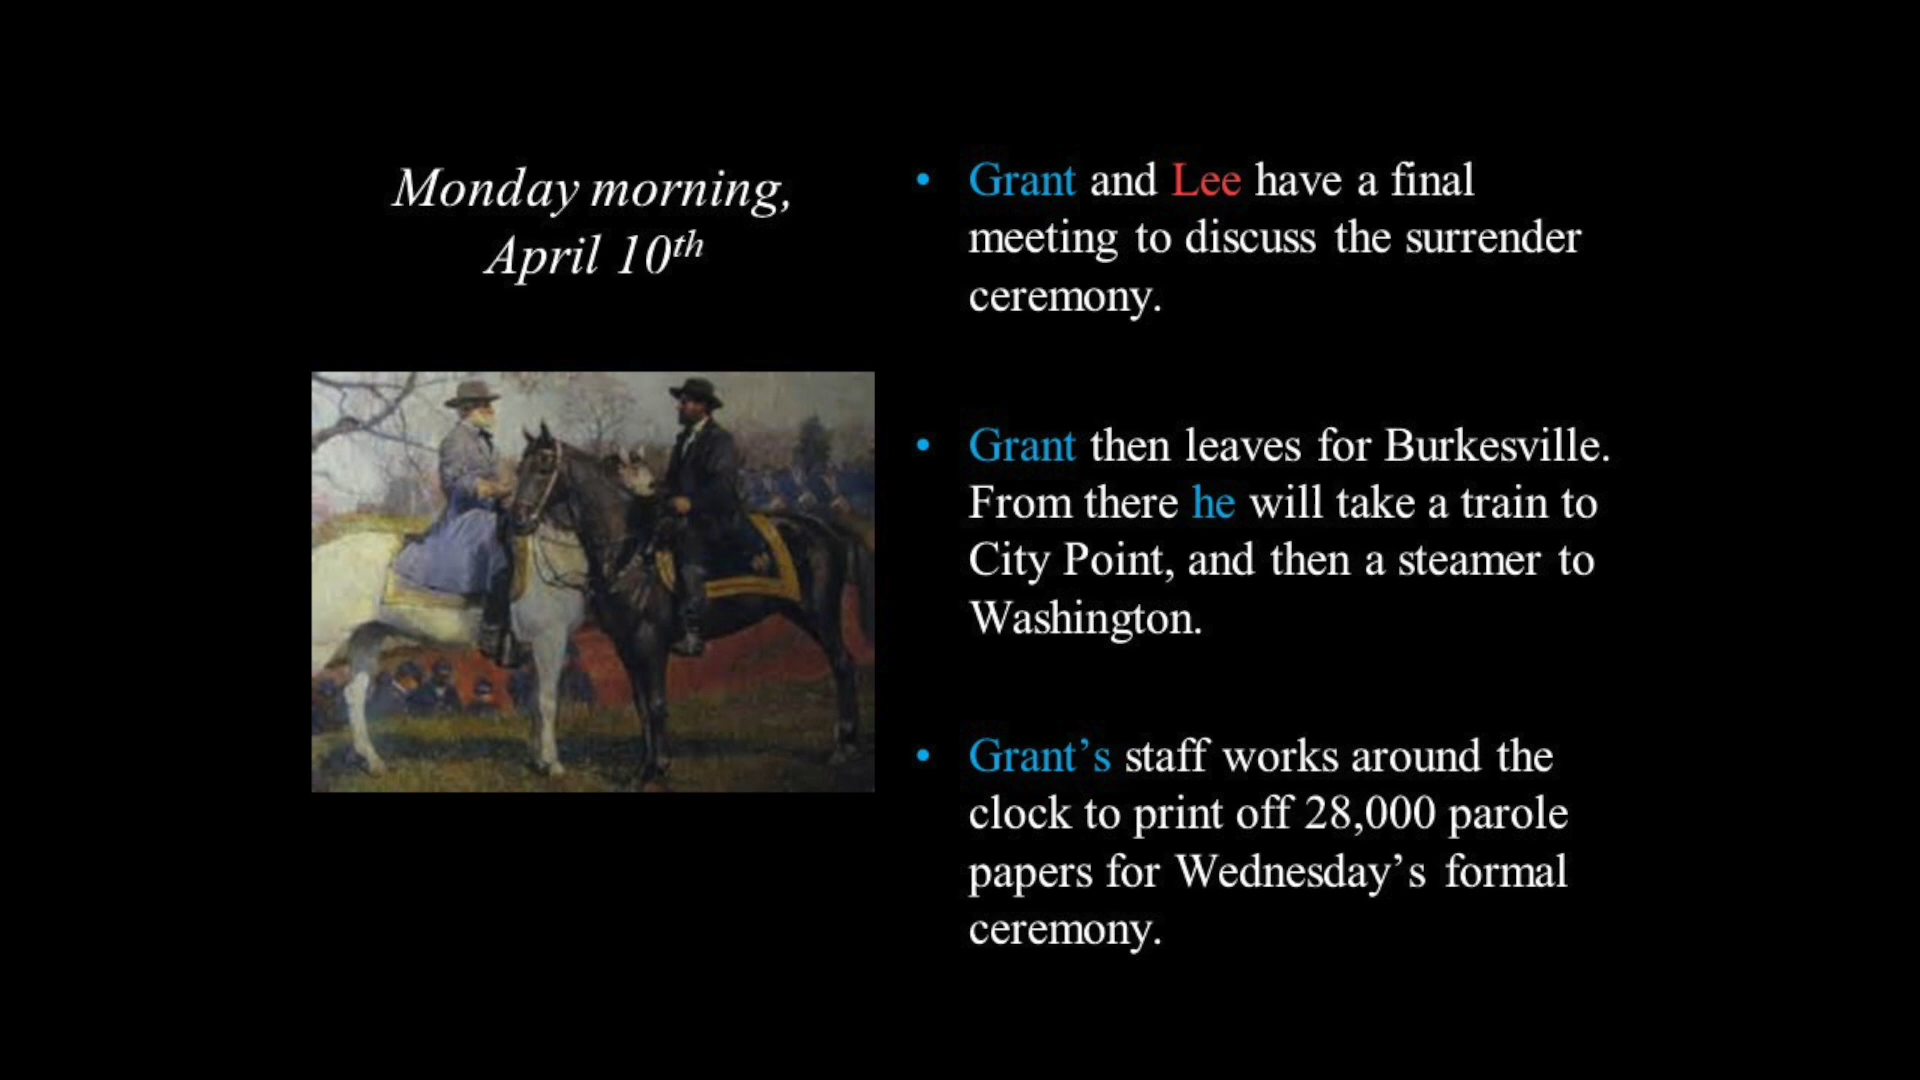 Monday morning,
April 10th
• Grant and Lee have a final
meeting to discuss the surrender
ceremony.
• Grant then leaves for Burkesville.
From there he will take a train to
City Point, and then a steamer to
Washington.
• Grant’s staff works around the
clock to print off 28,000 parole
papers for Wednesday’s formal
ceremony.